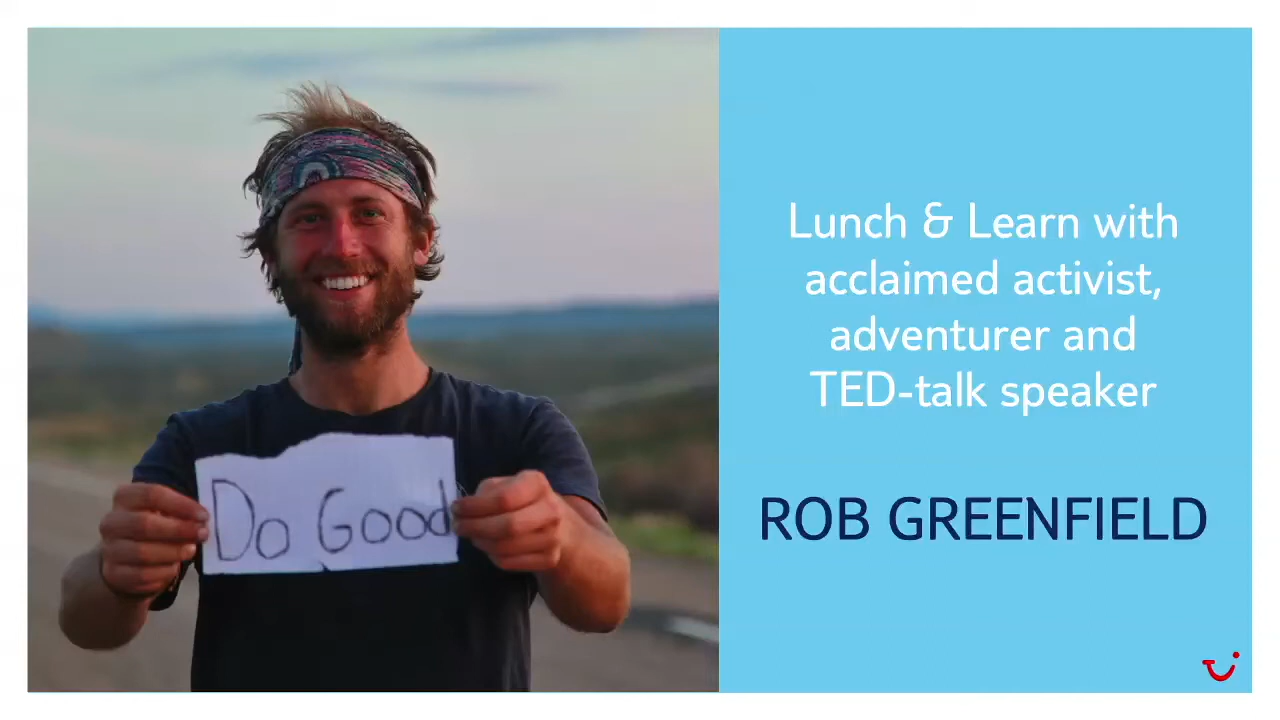 Do Good
Lunch & Learn with
acclaimed activist,
adventurer and
TED-talk speaker
ROB GREENFIELD